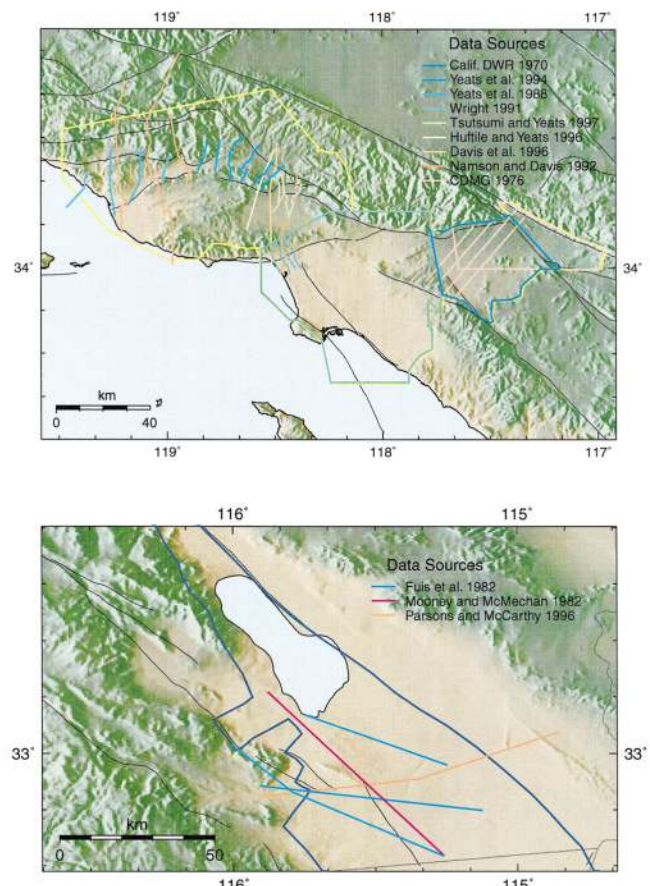 119° 118° 117°
Data Sources
Calif. DWR 1970
Yeats et al. 1994
Yeats et al. 1988
Wright 1991
Tsutsumi and Yeats 1997
Huftile and Yeats 1996
Davis et al. 1996
Namson and Davis 1992
CDMG 1976
34° 34°
km
0 40
119° 118° 117°
116° 115°
Data Sources
Fuis et al. 1982
Mooney and McMechan 1982
Parsons and McCarthy 1996
33° 33°
km
0 50
116° 115°